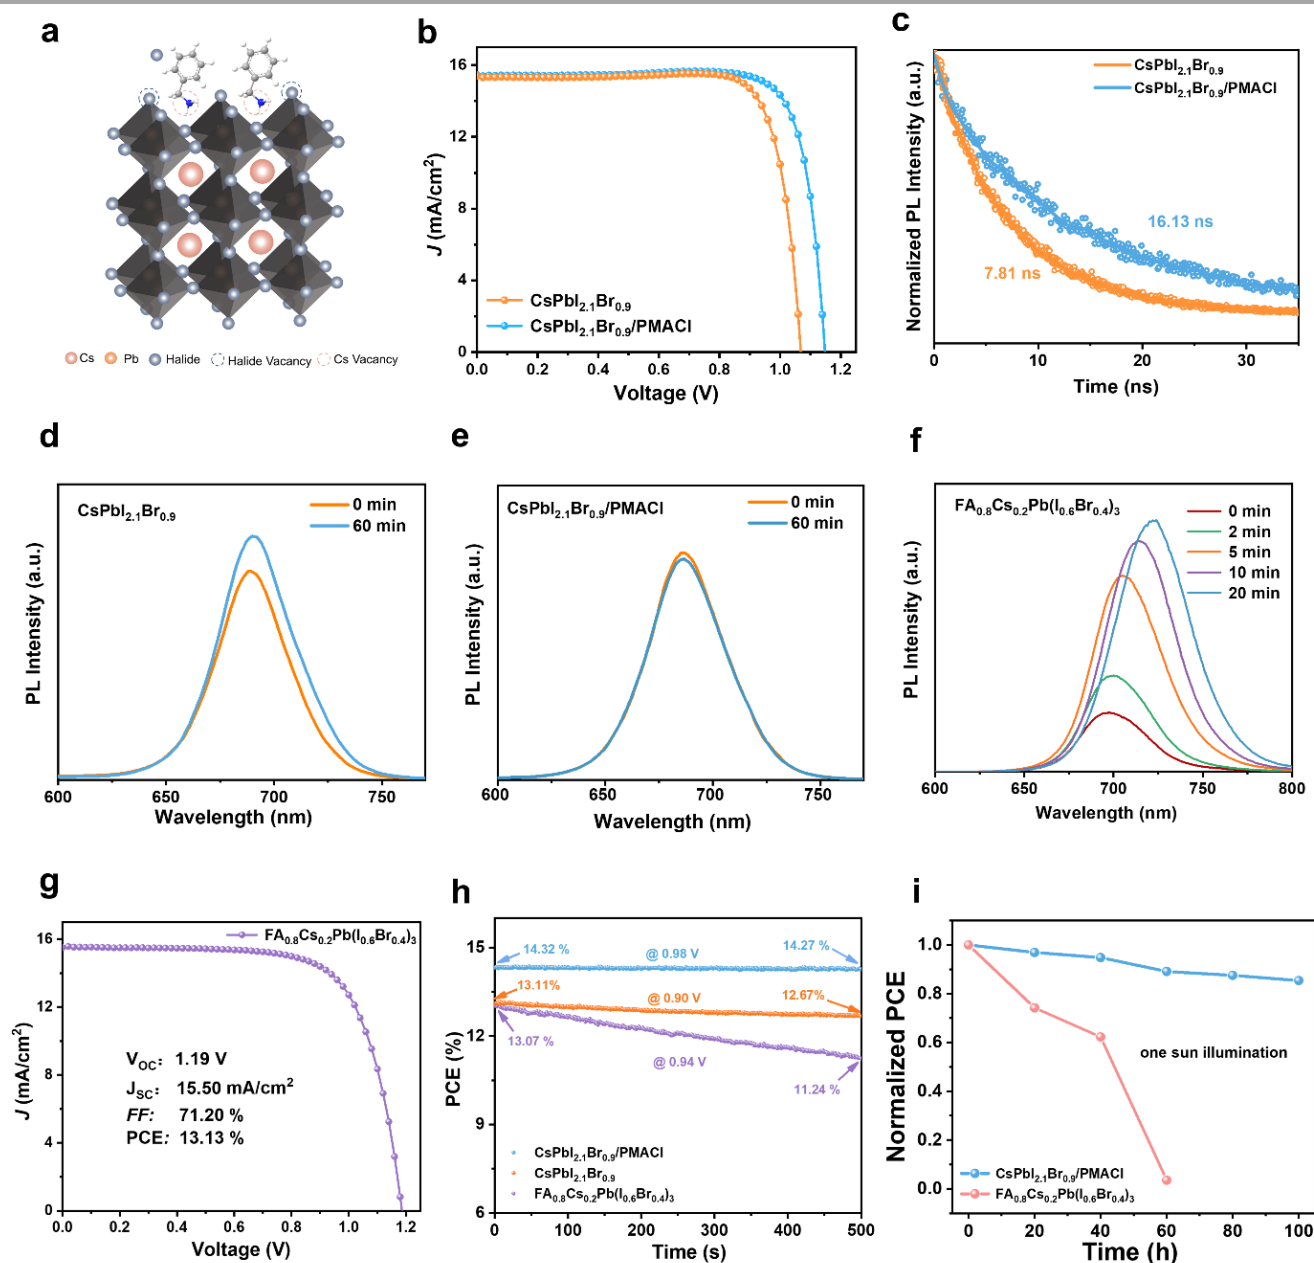 a
Cs Pb Halide Halide Vacancy Cs Vacancy
b
16
12
8
4
0
J (mA/cm²)
CsPbI₂.₁Br₀.₉
CsPbI₂.₁Br₀.₉/PMACl
0.0 0.2 0.4 0.6 0.8 1.0 1.2
Voltage (V)
c
Normalized PL Intensity (a.u.)
CsPbI₂.₁Br₀.₉
CsPbI₂.₁Br₀.₉/PMACl
16.13 ns
7.81 ns
0 10 20 30
Time (ns)
d
PL Intensity (a.u.)
CsPbI₂.₁Br₀.₉
0 min
60 min
600 650 700 750
Wavelength (nm)
e
PL Intensity (a.u.)
CsPbI₂.₁Br₀.₉/PMACl
0 min
60 min
600 650 700 750
Wavelength (nm)
f
PL Intensity (a.u.)
FA₀.₈Cs₀.₂Pb(I₀.₆Br₀.₄)₃
0 min
2 min
5 min
10 min
20 min
600 650 700 750 800
Wavelength (nm)
g
16
12
8
4
0
J (mA/cm²)
FA₀.₈Cs₀.₂Pb(I₀.₆Br₀.₄)₃
V_OC: 1.19 V
J_SC: 15.50 mA/cm²
FF: 71.20 %
PCE: 13.13 %
0.0 0.2 0.4 0.6 0.8 1.0 1.2
Voltage (V)
h
15
12
9
6
PCE (%)
14.32 %
@ 0.98 V
14.27 %
13.11%
@ 0.90 V
12.67%
13.07 %
@ 0.94 V
11.24 %
CsPbI₂.₁Br₀.₉/PMACl
CsPbI₂.₁Br₀.₉
FA₀.₈Cs₀.₂Pb(I₀.₆Br₀.₄)₃
0 100 200 300 400 500
Time (s)
i
1.0
0.8
0.6
0.4
0.2
0.0
Normalized PCE
one sun illumination
CsPbI₂.₁Br₀.₉/PMACl
FA₀.₈Cs₀.₂Pb(I₀.₆Br₀.₄)₃
0 20 40 60 80 100
Time (h)